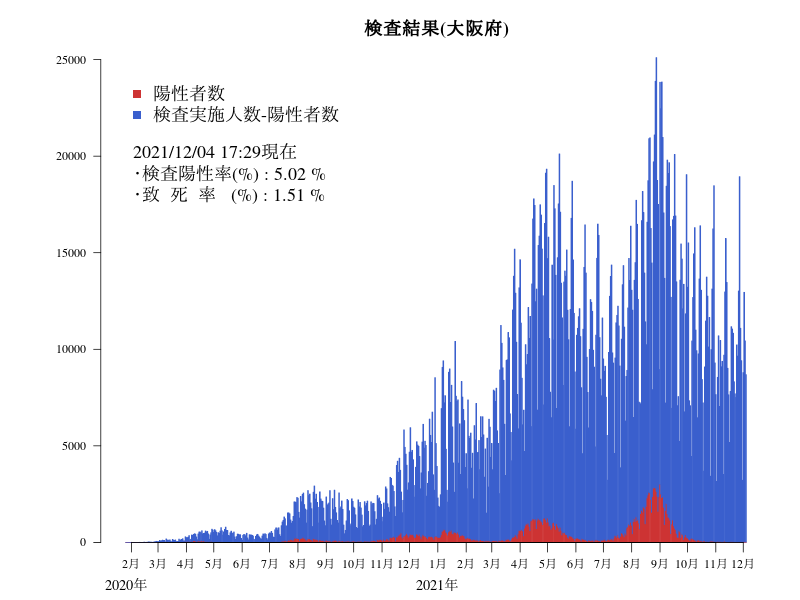 検査結果(大阪府)
陽性者数
検査実施人数-陽性者数
2021/12/04 17:29現在
・検査陽性率(%) : 5.02 %
・致 死 率 (%) : 1.51 %
25000
20000
15000
10000
5000
0
2月 3月 4月 5月 6月 7月 8月 9月 10月 11月 12月 1月 2月 3月 4月 5月 6月 7月 8月 9月 10月 11月 12月
2020年 2021年